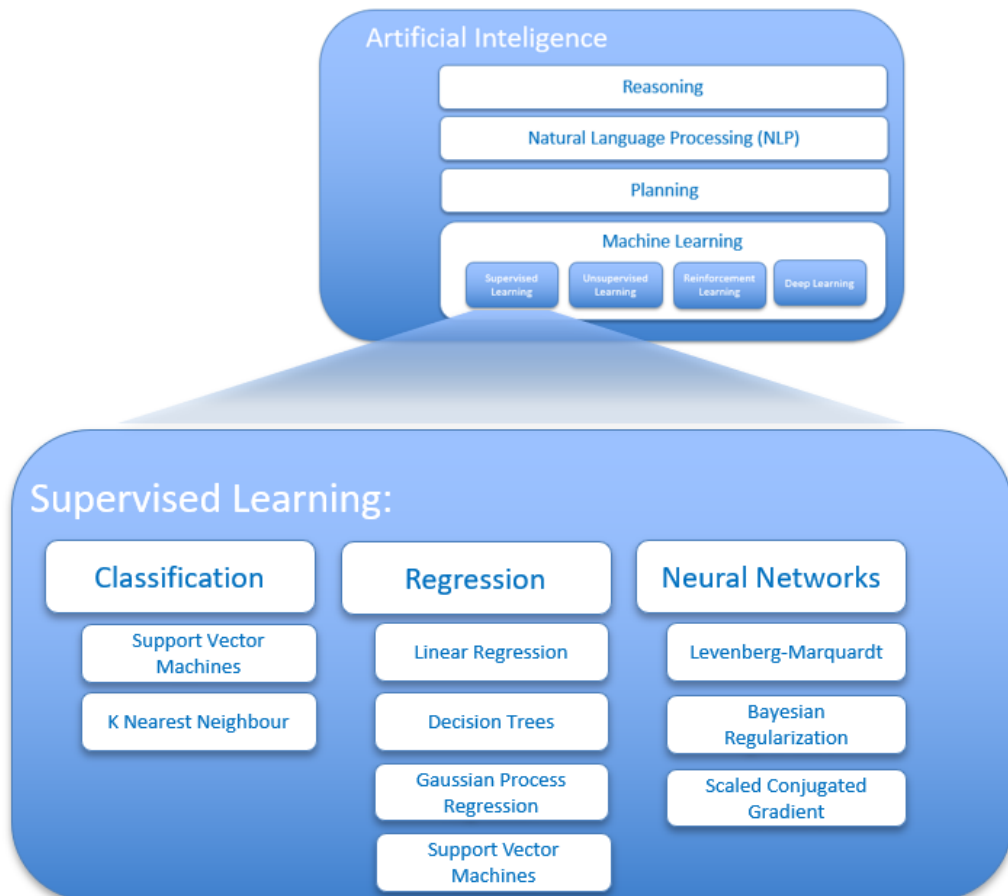 Artificial Inteligence
Reasoning
Natural Language Processing (NLP)
Planning
Machine Learning
Supervised
Learning
Unsupervised
Learning
Reinforcement
Learning
Deep Learning
Supervised Learning:
Classification
Support Vector
Machines
K Nearest Neighbour
Regression
Linear Regression
Decision Trees
Gaussian Process
Regression
Support Vector
Machines
Neural Networks
Levenberg-Marquardt
Bayesian
Regularization
Scaled Conjugated
Gradient